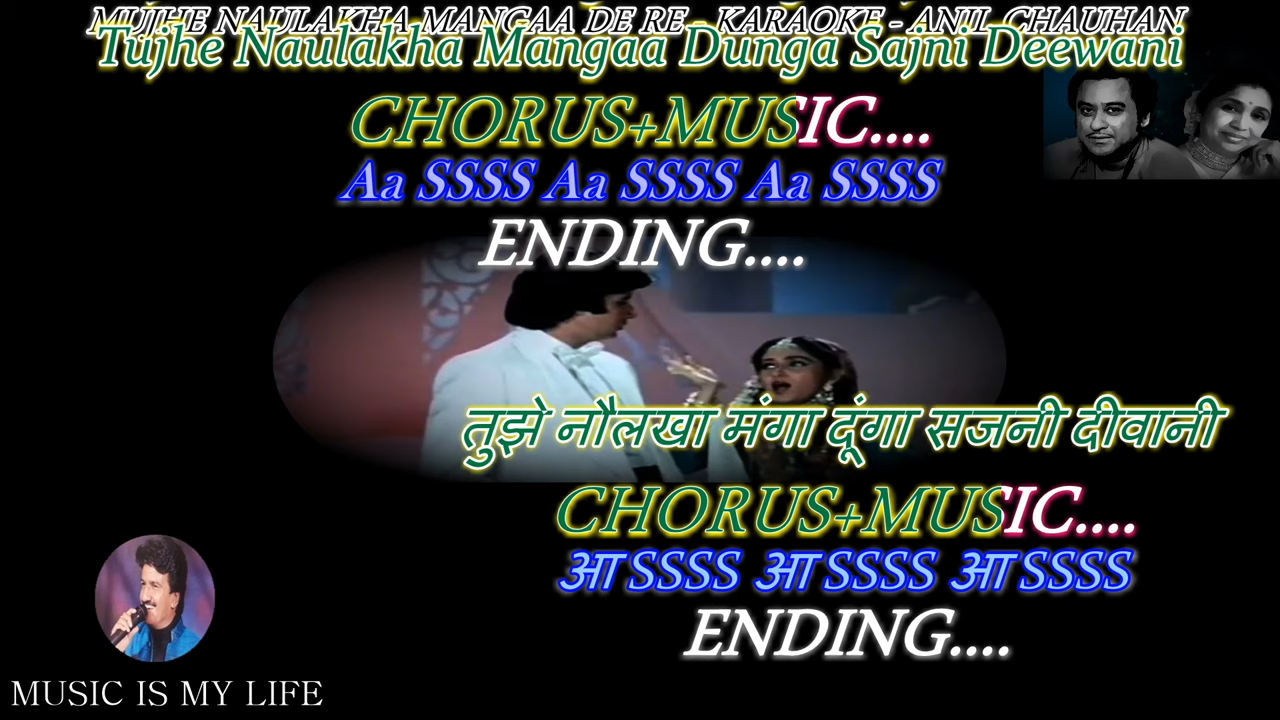 MUJHE NAULAKHA MANGAA DE RE - KARAOKE - ANIL CHAUHAN
Tujhe Naulakha Mangaa Dunga Sajni Deewani
CHORUS+MUSIC....
Aa SSSS Aa SSSS Aa SSSS
ENDING....
तुझे नौलखा मंगा दूंगा सजनी दीवानी
CHORUS+MUSIC....
आ SSSS आ SSSS आ SSSS
ENDING....
MUSIC IS MY LIFE